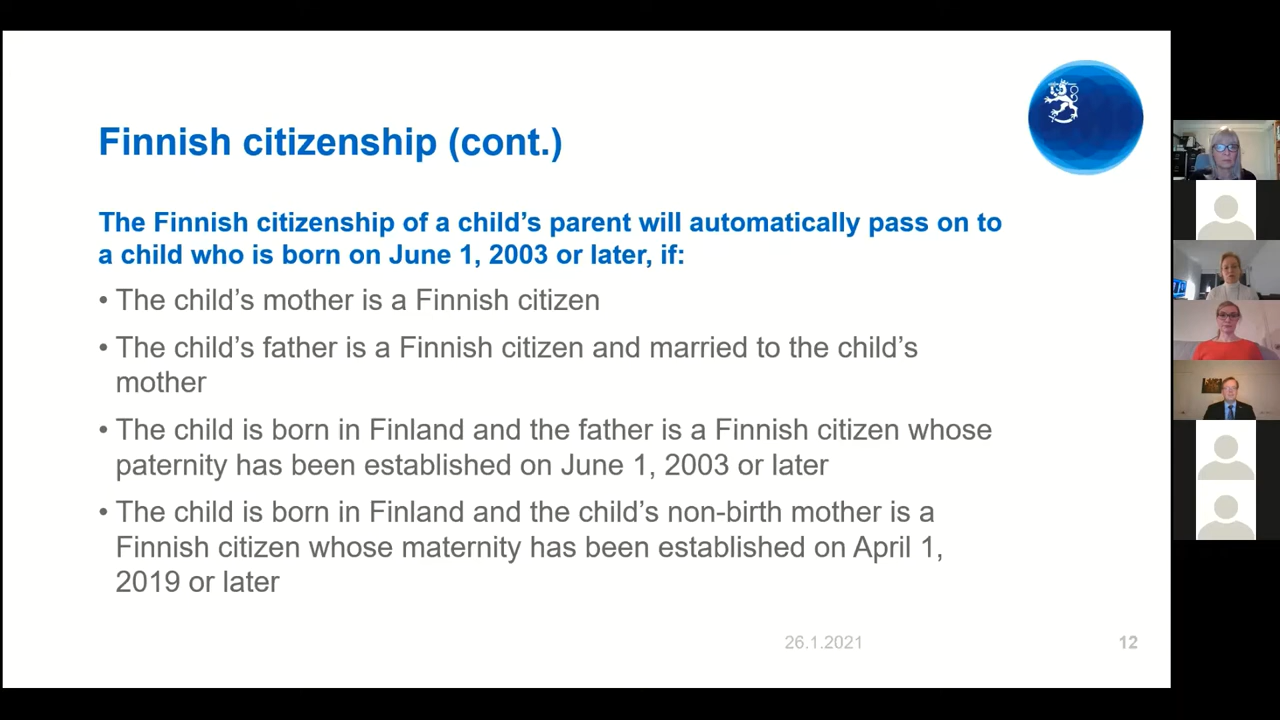 Finnish citizenship (cont.)
The Finnish citizenship of a child’s parent will automatically pass on to
a child who is born on June 1, 2003 or later, if:
• The child’s mother is a Finnish citizen
• The child’s father is a Finnish citizen and married to the child’s
mother
• The child is born in Finland and the father is a Finnish citizen whose
paternity has been established on June 1, 2003 or later
• The child is born in Finland and the child’s non-birth mother is a
Finnish citizen whose maternity has been established on April 1,
2019 or later
26.1.2021
12